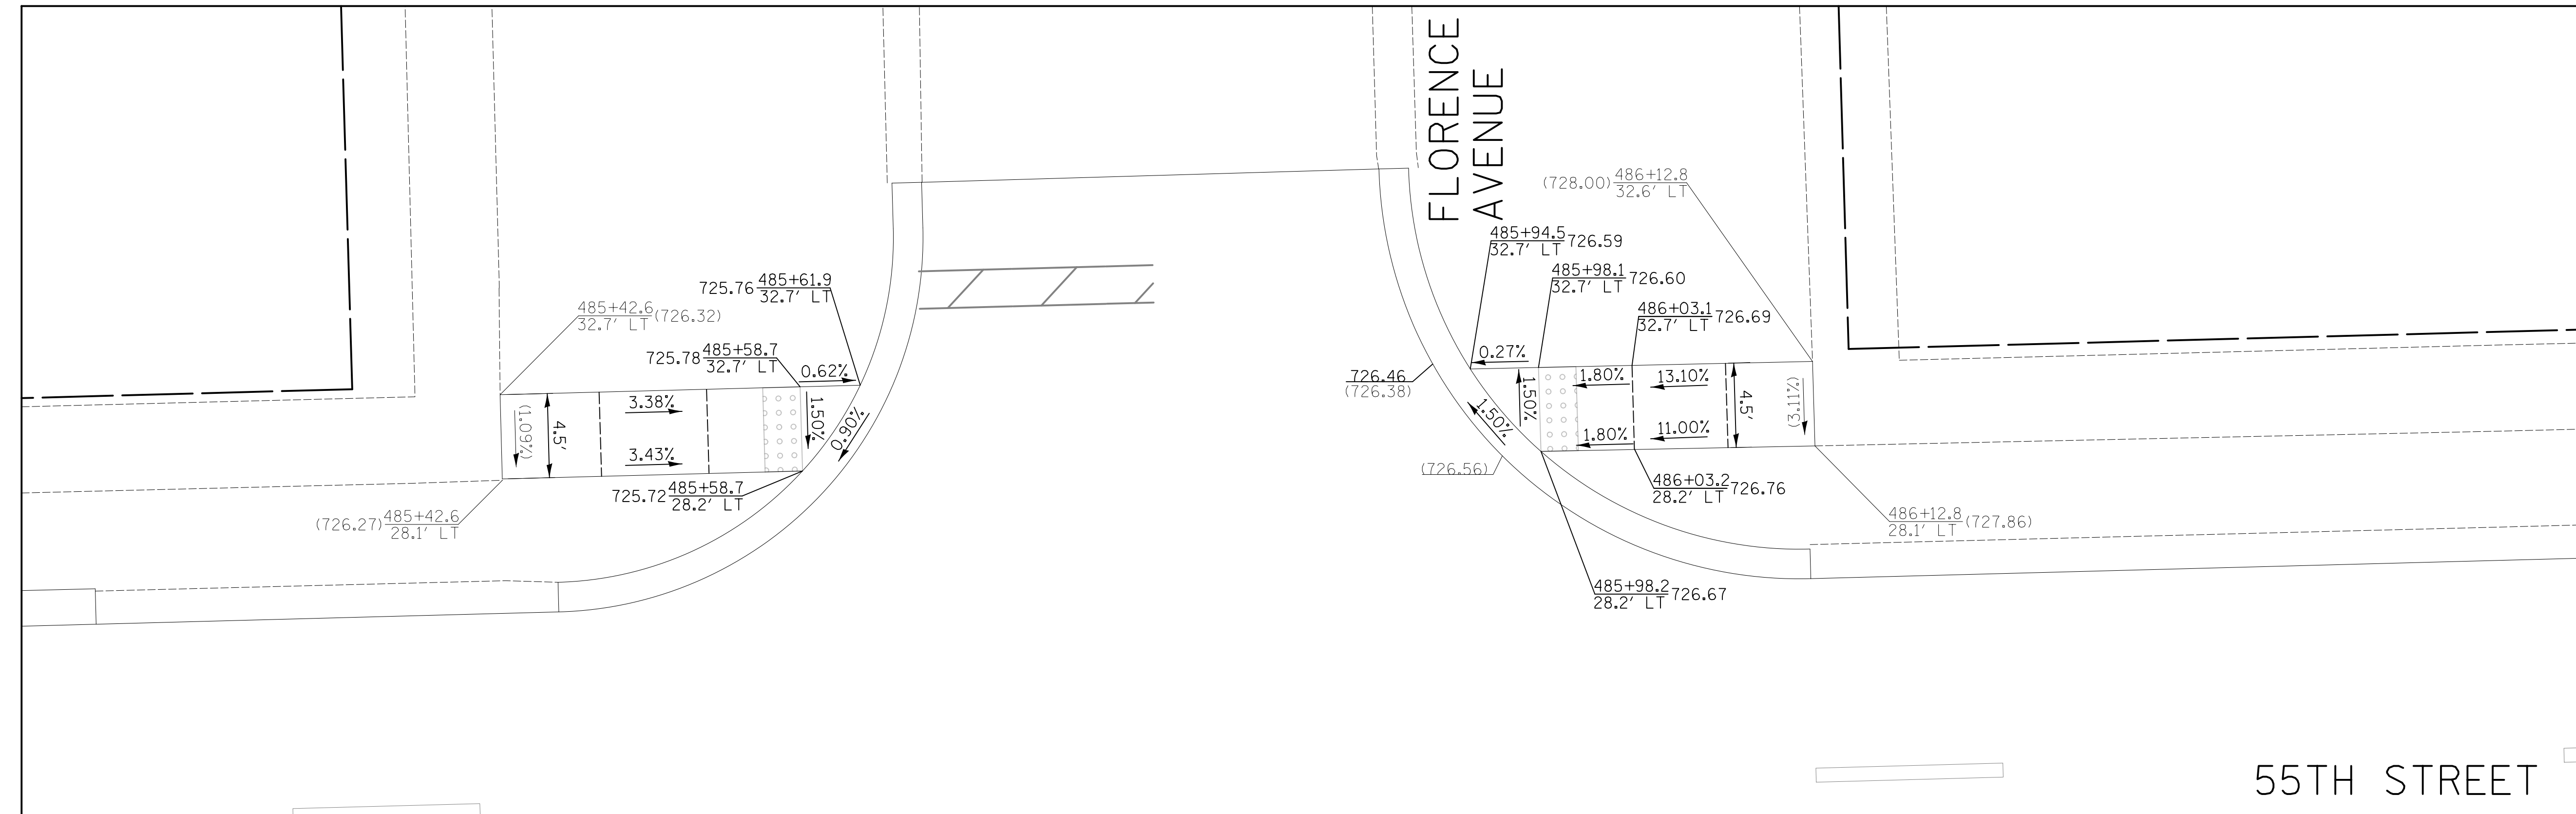 FLORENCE
AVENUE
(728.00) 486+12.8
32.6' LT
485+94.5
32.7' LT 726.59
485+98.1
32.7' LT 726.60
725.76 485+61.9
32.7' LT
485+42.6
32.7' LT (726.32)
486+03.1
32.7' LT 726.69
725.78 485+58.7
32.7' LT
0.62%
0.27%
726.46
(726.38)
1.80%
13.10%
3.38%
4.5'
(1.09%)
1.50%
0.90%
1.50%
1.50%
4.5'
(3.11%)
3.43%
1.80%
11.00%
(726.56)
725.72 485+58.7
28.2' LT
486+03.2
28.2' LT 726.76
(726.27) 485+42.6
28.1' LT
486+12.8
28.1' LT (727.86)
485+98.2
28.2' LT 726.67
55TH STREET